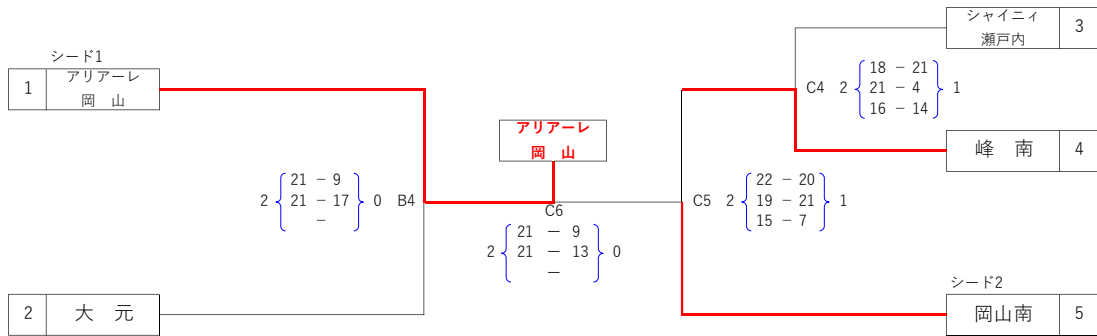 シード1
1 アリアーレ
岡 山
21 - 9
2 21 - 17 0 B4
-
2 大 元
アリアーレ
岡 山
C6
21 - 9
2 21 - 13 0
-
シャイニィ 3
瀬戸内
18 - 21
C4 2 21 - 4 1
16 - 14
峰 南 4
22 - 20
C5 2 19 - 21 1
15 - 7
シード2
岡山南 5